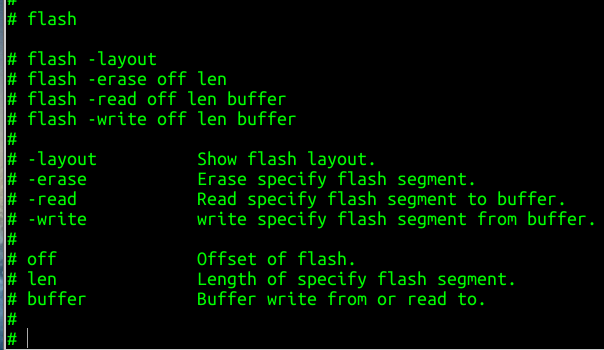 #
# flash
# flash -layout
# flash -erase off len
# flash -read off len buffer
# flash -write off len buffer
#
# -layout          Show flash layout.
# -erase           Erase specify flash segment.
# -read            Read specify flash segment to buffer.
# -write           write specify flash segment from buffer.
#
# off              Offset of flash.
# len              Length of specify flash segment.
# buffer           Buffer write from or read to.
#
#